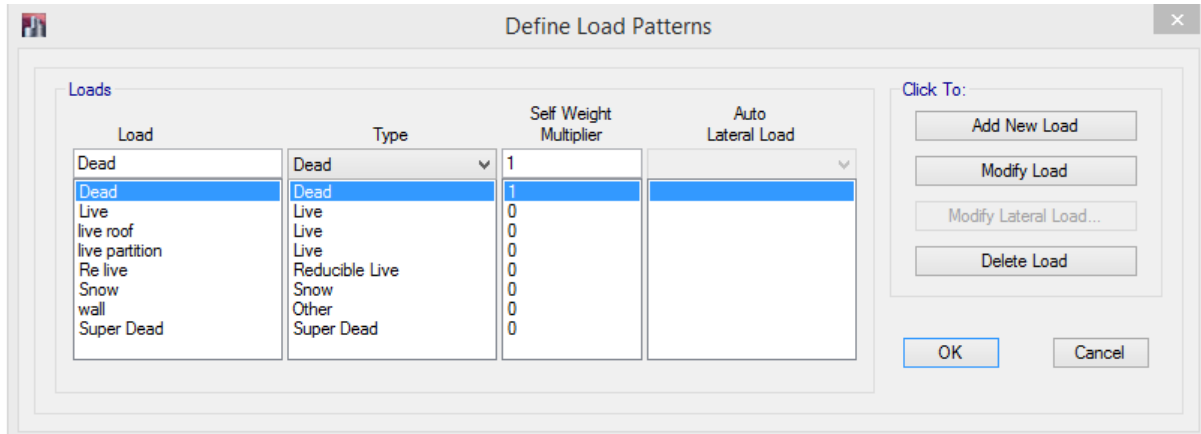 Define Load Patterns
Loads
Click To:
Load Type Self Weight Multiplier Auto Lateral Load
Dead Dead 1
Dead Dead 1
Live Live 0
live roof Live 0
live partition Live 0
Re live Reducible Live 0
Snow Snow 0
wall Other 0
Super Dead Super Dead 0
Add New Load
Modify Load
Modify Lateral Load...
Delete Load
OK
Cancel